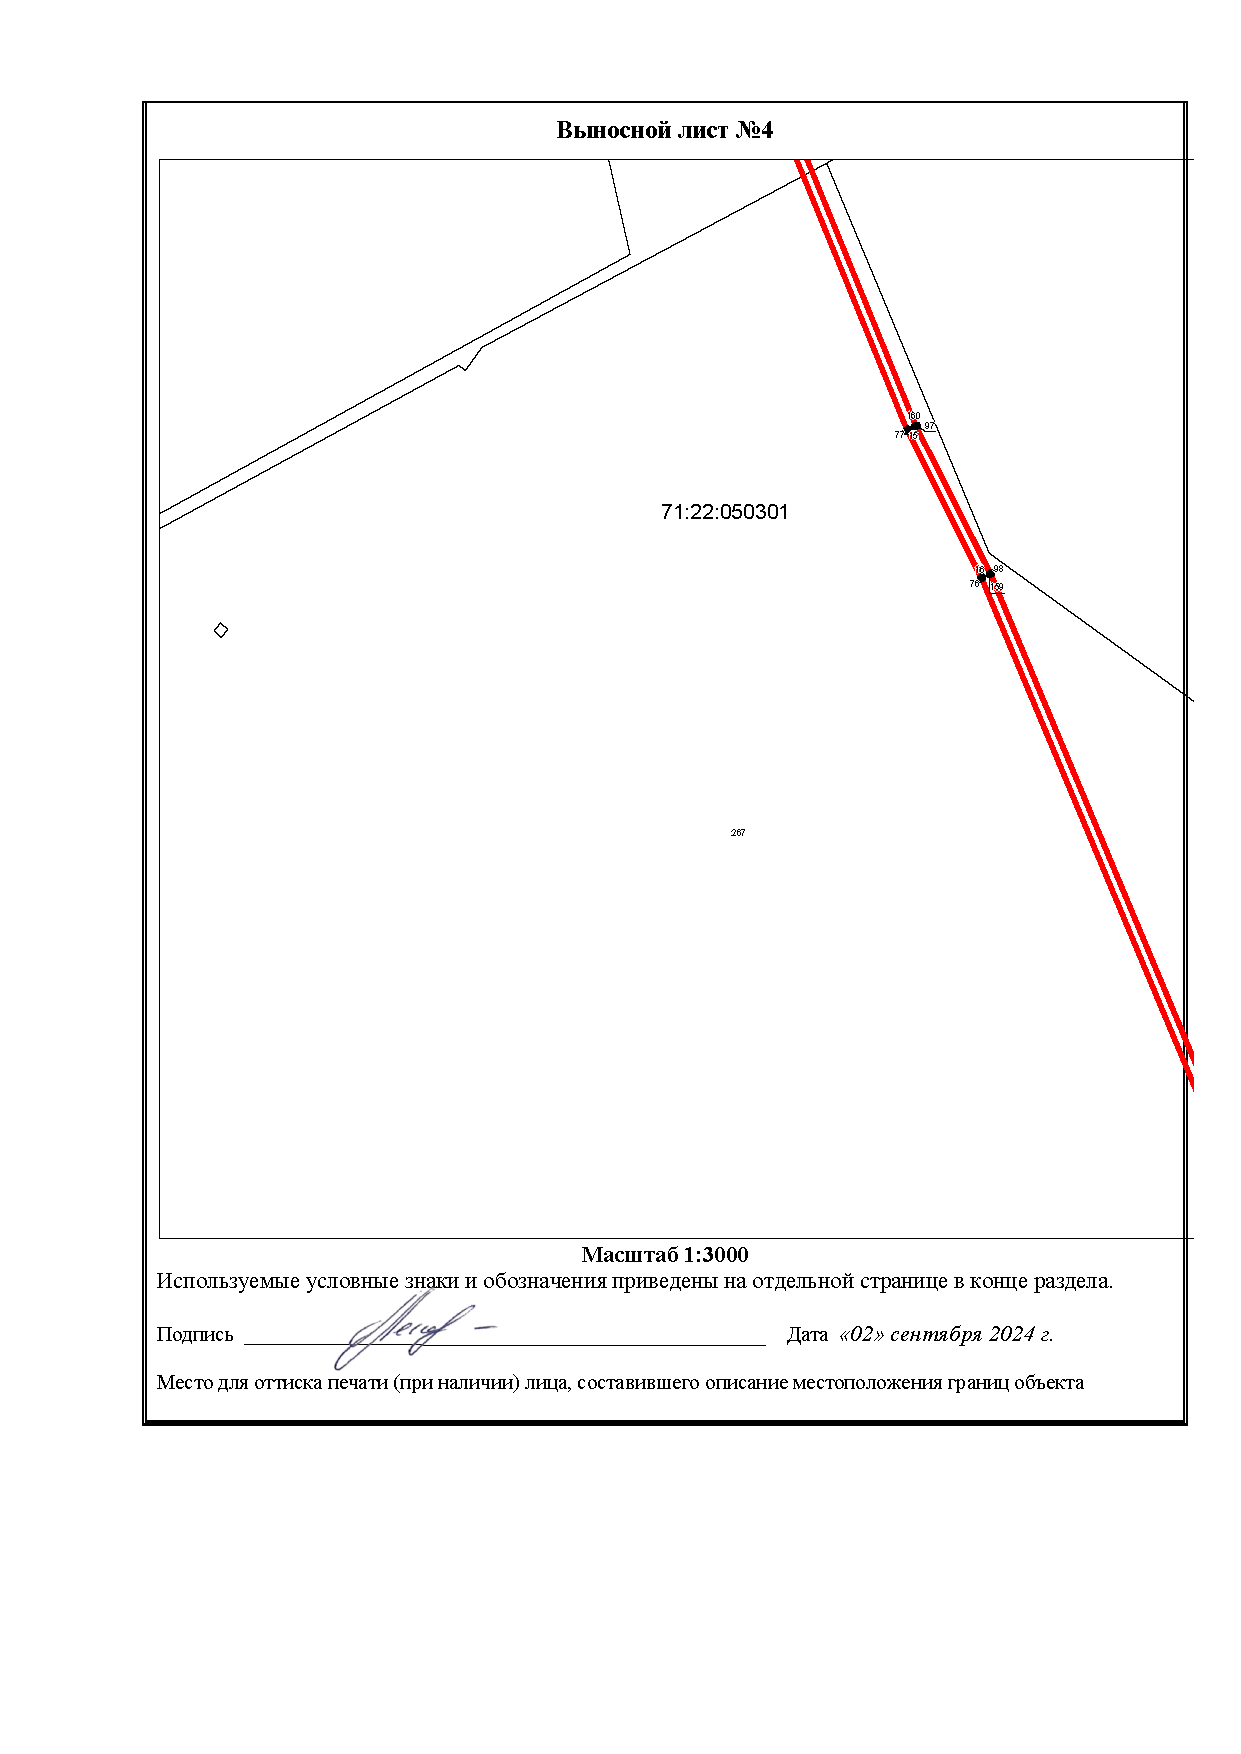 Выносной лист №4
160
97
77
71:22:050301
98
76
159
267
Масштаб 1:3000
Используемые условные знаки и обозначения приведены на отдельной странице в конце раздела.
Подпись Дата «02» сентября 2024 г.
Место для оттиска печати (при наличии) лица, составившего описание местоположения границ объекта